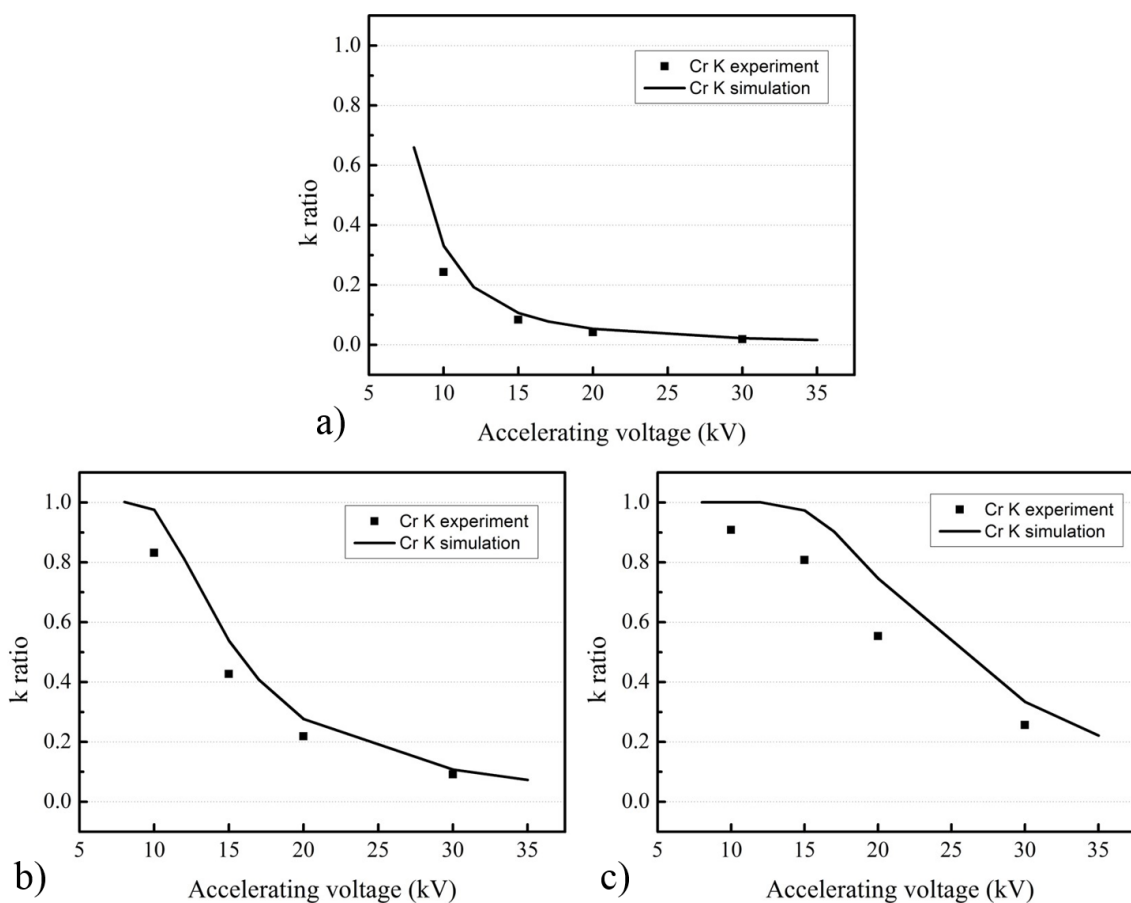 1.0
0.8
0.6
0.4
0.2
0.0
k ratio
Cr K experiment
Cr K simulation
5 10 15 20 25 30 35
Accelerating voltage (kV)
a)
1.0
0.8
0.6
0.4
0.2
0.0
k ratio
Cr K experiment
Cr K simulation
5 10 15 20 25 30 35
Accelerating voltage (kV)
b)
1.0
0.8
0.6
0.4
0.2
0.0
k ratio
Cr K experiment
Cr K simulation
5 10 15 20 25 30 35
Accelerating voltage (kV)
c)